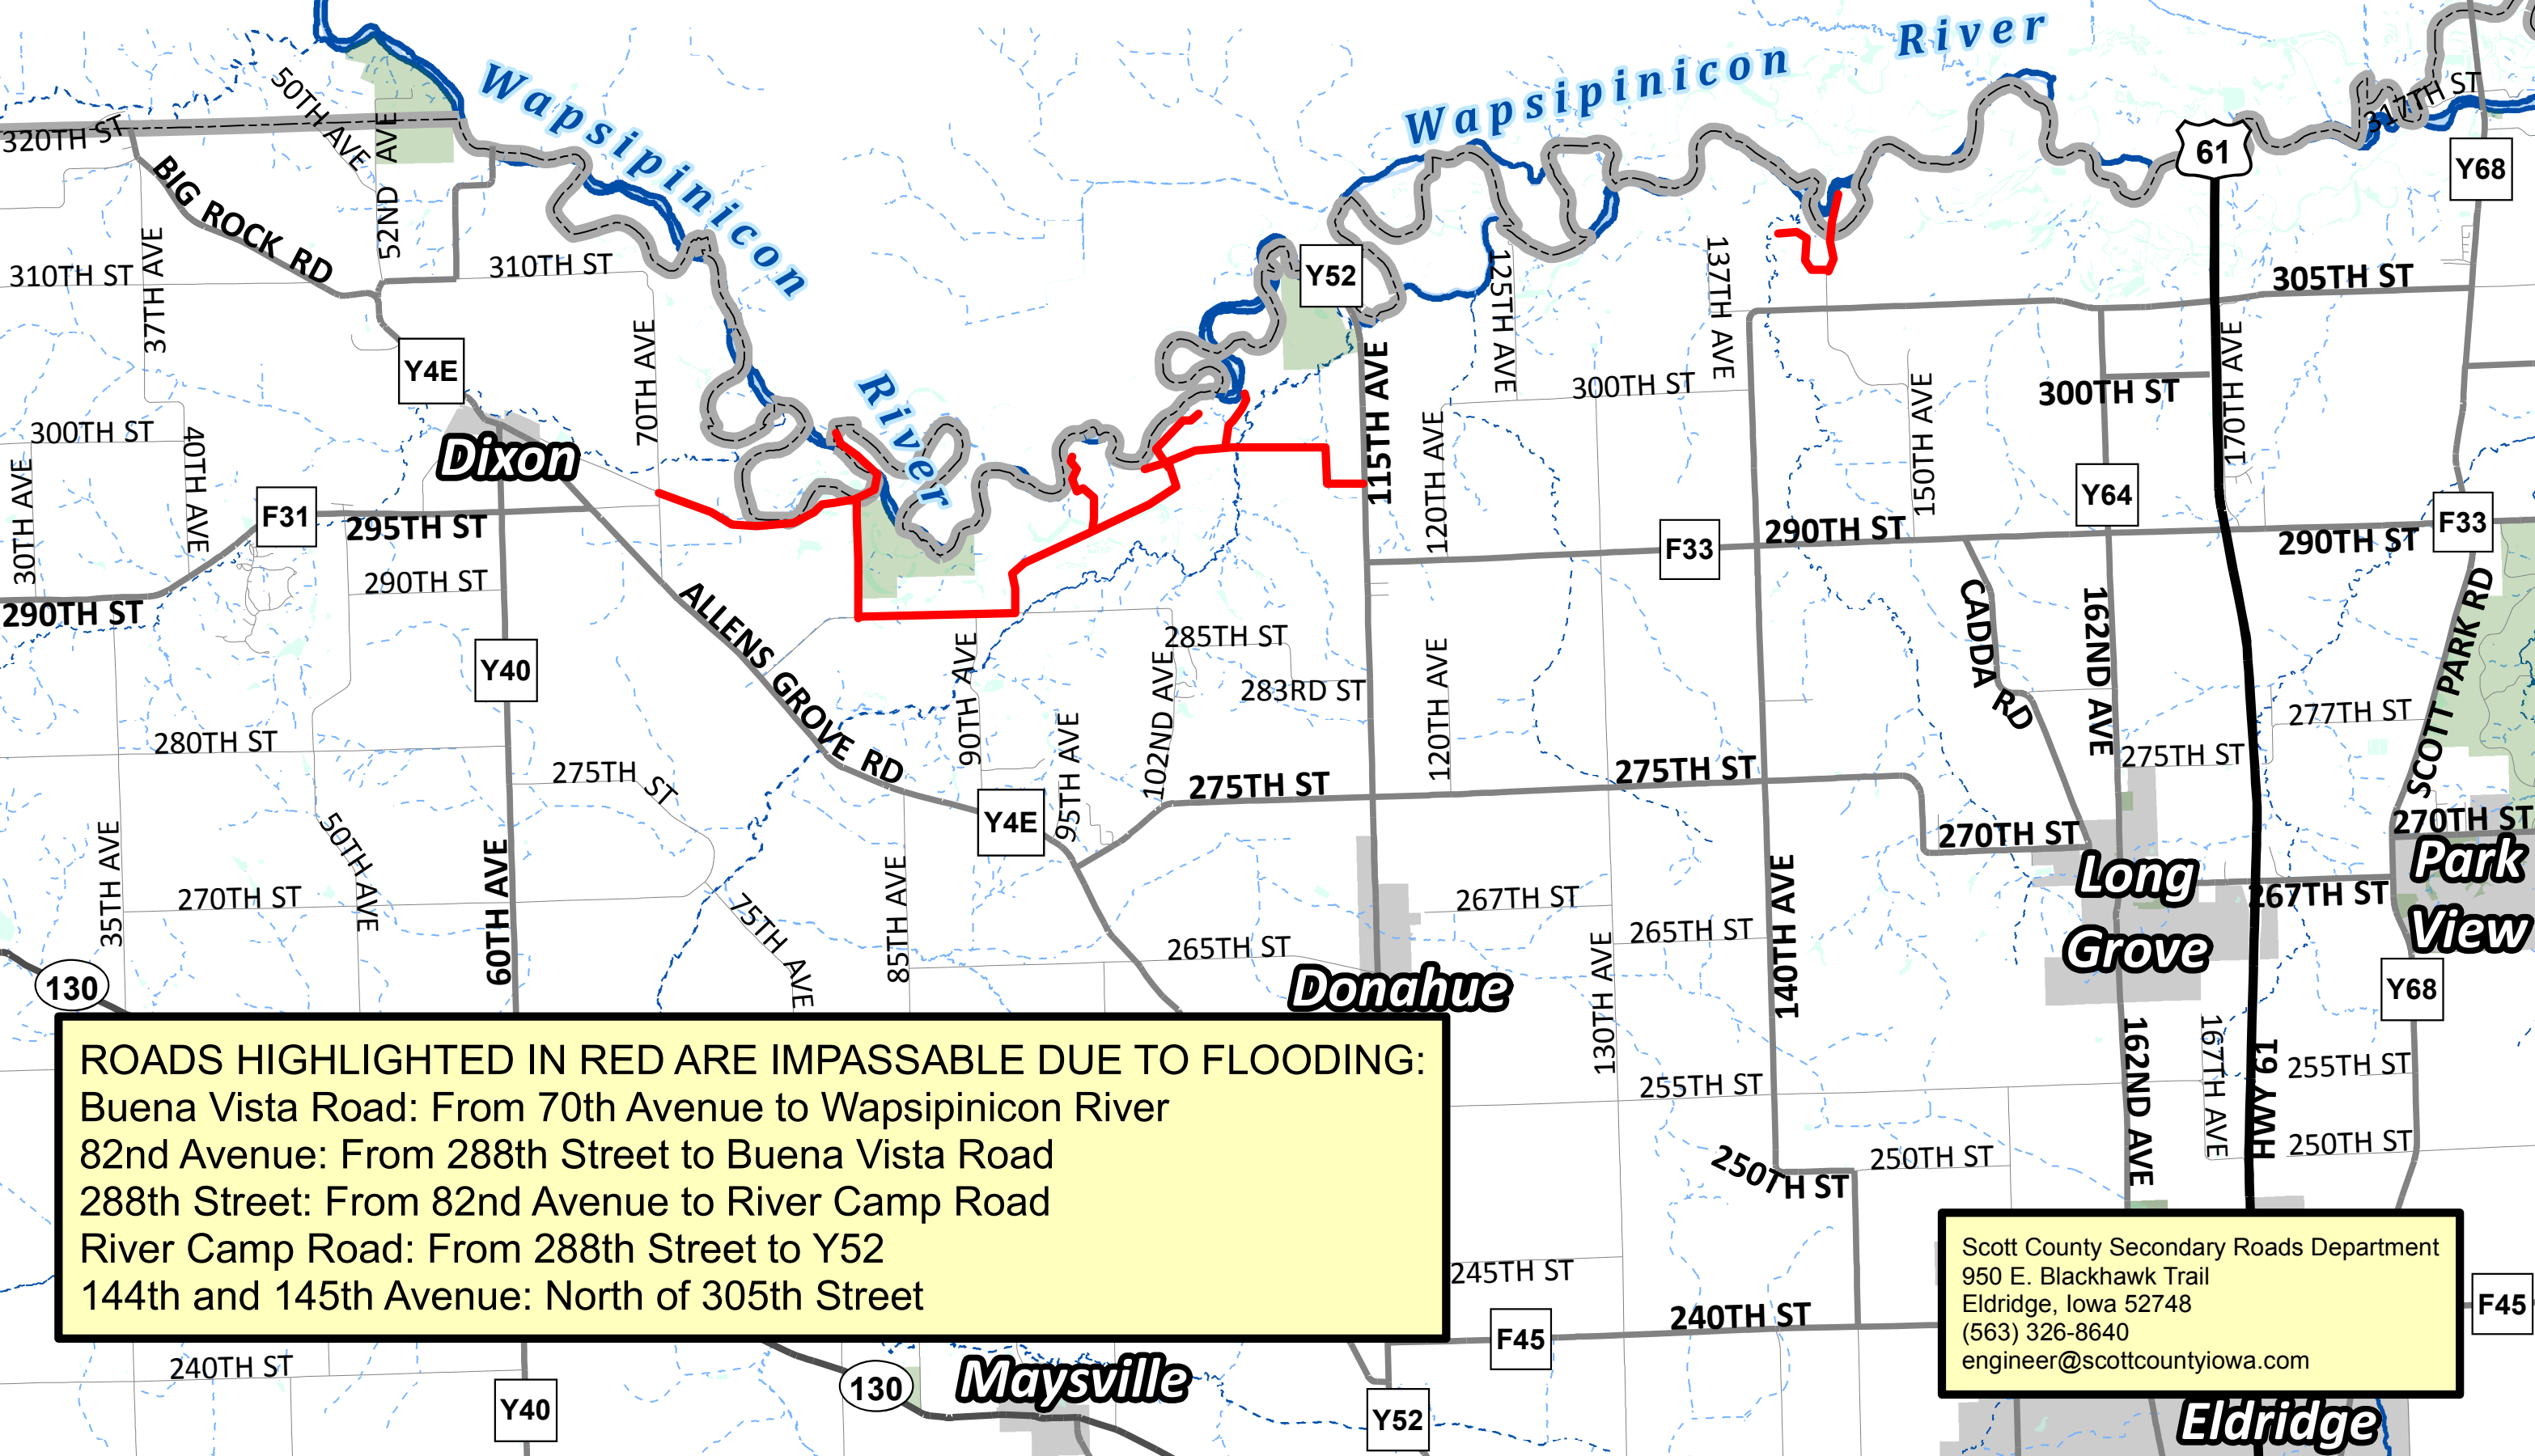 Wapsipinicon
River
Wapsipinicon
River
320TH ST
50TH AVE
52ND AVE
BIG ROCK RD
37TH AVE
310TH ST
310TH ST
Y4E
70TH AVE
300TH ST
40TH AVE
30TH AVE
Dixon
F31
295TH ST
290TH ST
290TH ST
Y40
ALLENS GROVE RD
280TH ST
275TH ST
35TH AVE
50TH AVE
60TH AVE
270TH ST
75TH AVE
85TH AVE
130
90TH AVE
95TH AVE
102ND AVE
285TH ST
283RD ST
Y4E
275TH ST
265TH ST
Donahue
Y52
115TH AVE
125TH AVE
137TH AVE
120TH AVE
300TH ST
120TH AVE
F33
290TH ST
150TH AVE
305TH ST
300TH ST
170TH AVE
61
317TH ST
Y68
Y64
F33
290TH ST
CADDA RD
162ND AVE
SCOTT PARK RD
277TH ST
275TH ST
275TH ST
270TH ST
270TH ST
Park
View
Long
Grove
267TH ST
267TH ST
265TH ST
130TH AVE
140TH AVE
Y68
162ND AVE
167TH AVE
HWY 61
255TH ST
255TH ST
250TH ST
250TH ST
250TH ST
ROADS HIGHLIGHTED IN RED ARE IMPASSABLE DUE TO FLOODING:
Buena Vista Road: From 70th Avenue to Wapsipinicon River
82nd Avenue: From 288th Street to Buena Vista Road
288th Street: From 82nd Avenue to River Camp Road
River Camp Road: From 288th Street to Y52
144th and 145th Avenue: North of 305th Street
245TH ST
240TH ST
F45
Scott County Secondary Roads Department
950 E. Blackhawk Trail
Eldridge, Iowa 52748
(563) 326-8640
engineer@scottcountyiowa.com
F45
240TH ST
Y40
130
Maysville
Y52
Eldridge